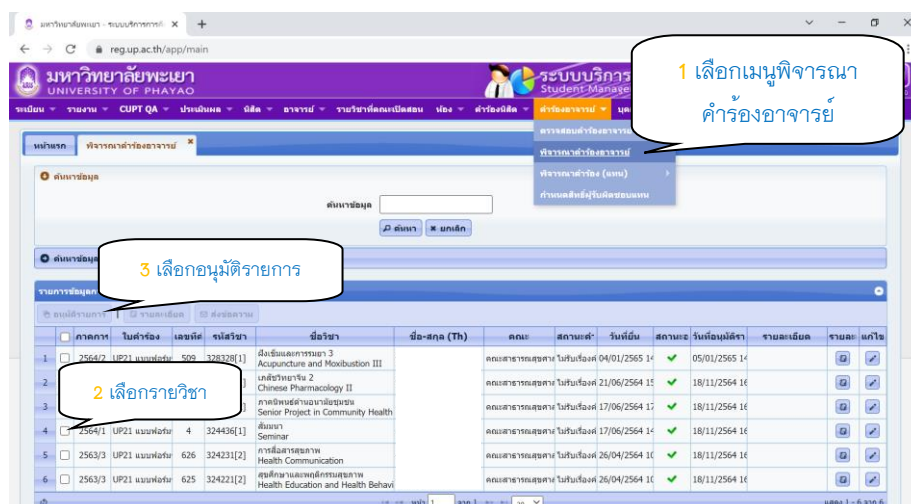 มหาวิทยาลัยพะเยา - ระบบบริการการศึ
reg.up.ac.th/app/main
มหาวิทยาลัยพะเยา
UNIVERSITY OF PHAYAO
ระบบบริการ
Student Manage
1 เลือกเมนูพิจารณา
คำร้องอาจารย์
ระเบียน รายงาน CUPT QA ประเมินผล นิสิต อาจารย์ รายวิชาที่คณะเปิดสอน หอง คำร้องนิสิต คำร้องอาจารย์ บุค
ตรวจสอบคำร้องอาจารย์
พิจารณาคำร้องอาจารย์
พิจารณาคำร้อง (แทน)
กำหนดสิทธิ์ผู้รับผิดชอบแทน
หน้าแรก พิจารณาคำร้องอาจารย์
ค้นหาข้อมูล
ค้นหาข้อมูล
ค้นหา ยกเลิก
ค้นหาข้อมูล
3 เลือกอนุมัติรายการ
รายการข้อมูล
อนุมัติรายการ รายละเอียด ส่งข้อความ
ภาคการ ใบคำร้อง เลขที่ค รหัสวิชา ชื่อวิชา ชื่อ-สกุล (Th) คณะ สถานะคำ วันที่ยื่น สถานะอ วันที่อนุมัติรา รายละเอียด รายละ แก้ไข
1 2564/2 UP21 แบบฟอร์ม 509 328328[1] ฝังเข็มและการรมยา 3
Acupuncture and Moxibustion III คณะสาธารณสุขศาส ไม่รับเรื่องค 04/01/2565 14 05/01/2565 14
2 เภสัชวิทยาจีน 2
Chinese Pharmacology II คณะสาธารณสุขศาส ไม่รับเรื่องค 21/06/2564 15 18/11/2564 16
2 เลือกรายวิชา
3 ภาคนิพนธ์ด้านอนามัยชุมชน
Senior Project in Community Health คณะสาธารณสุขศาส ไม่รับเรื่องค 17/06/2564 17 18/11/2564 16
4 2564/1 UP21 แบบฟอร์ม 4 324436[1] สัมมนา
Seminar คณะสาธารณสุขศาส ไม่รับเรื่องค 17/06/2564 14 18/11/2564 16
5 2563/3 UP21 แบบฟอร์ม 626 324231[2] การสื่อสารสุขภาพ
Health Communication คณะสาธารณสุขศาส ไม่รับเรื่องค 26/04/2564 10 18/11/2564 16
6 2563/3 UP21 แบบฟอร์ม 625 324221[2] สุขศึกษาและพฤติกรรมสุขภาพ
Health Education and Health Behavi คณะสาธารณสุขศาส ไม่รับเรื่องค 26/04/2564 10 18/11/2564 16
หน้า 1 จาก 1 20 แสดง 1 - 6 จาก 6